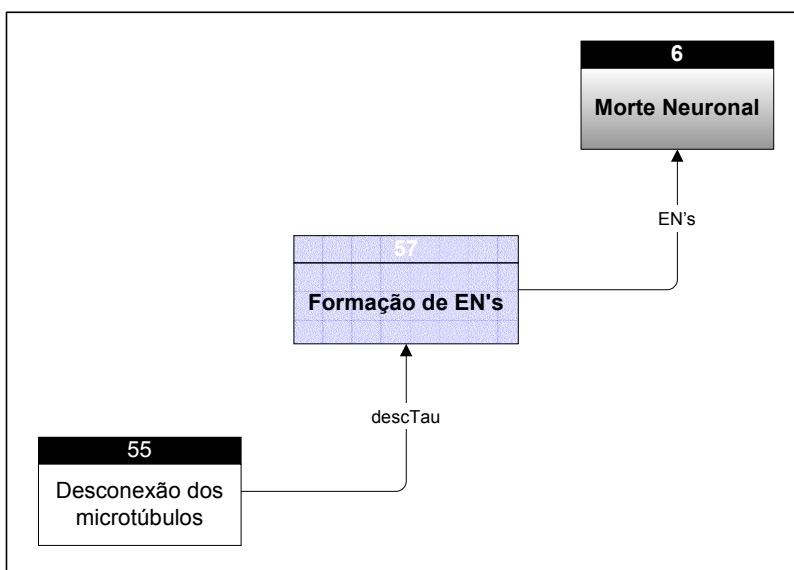 6
Morte Neuronal
EN’s
57
Formação de EN's
descTau
55
Desconexão dos
microtúbulos